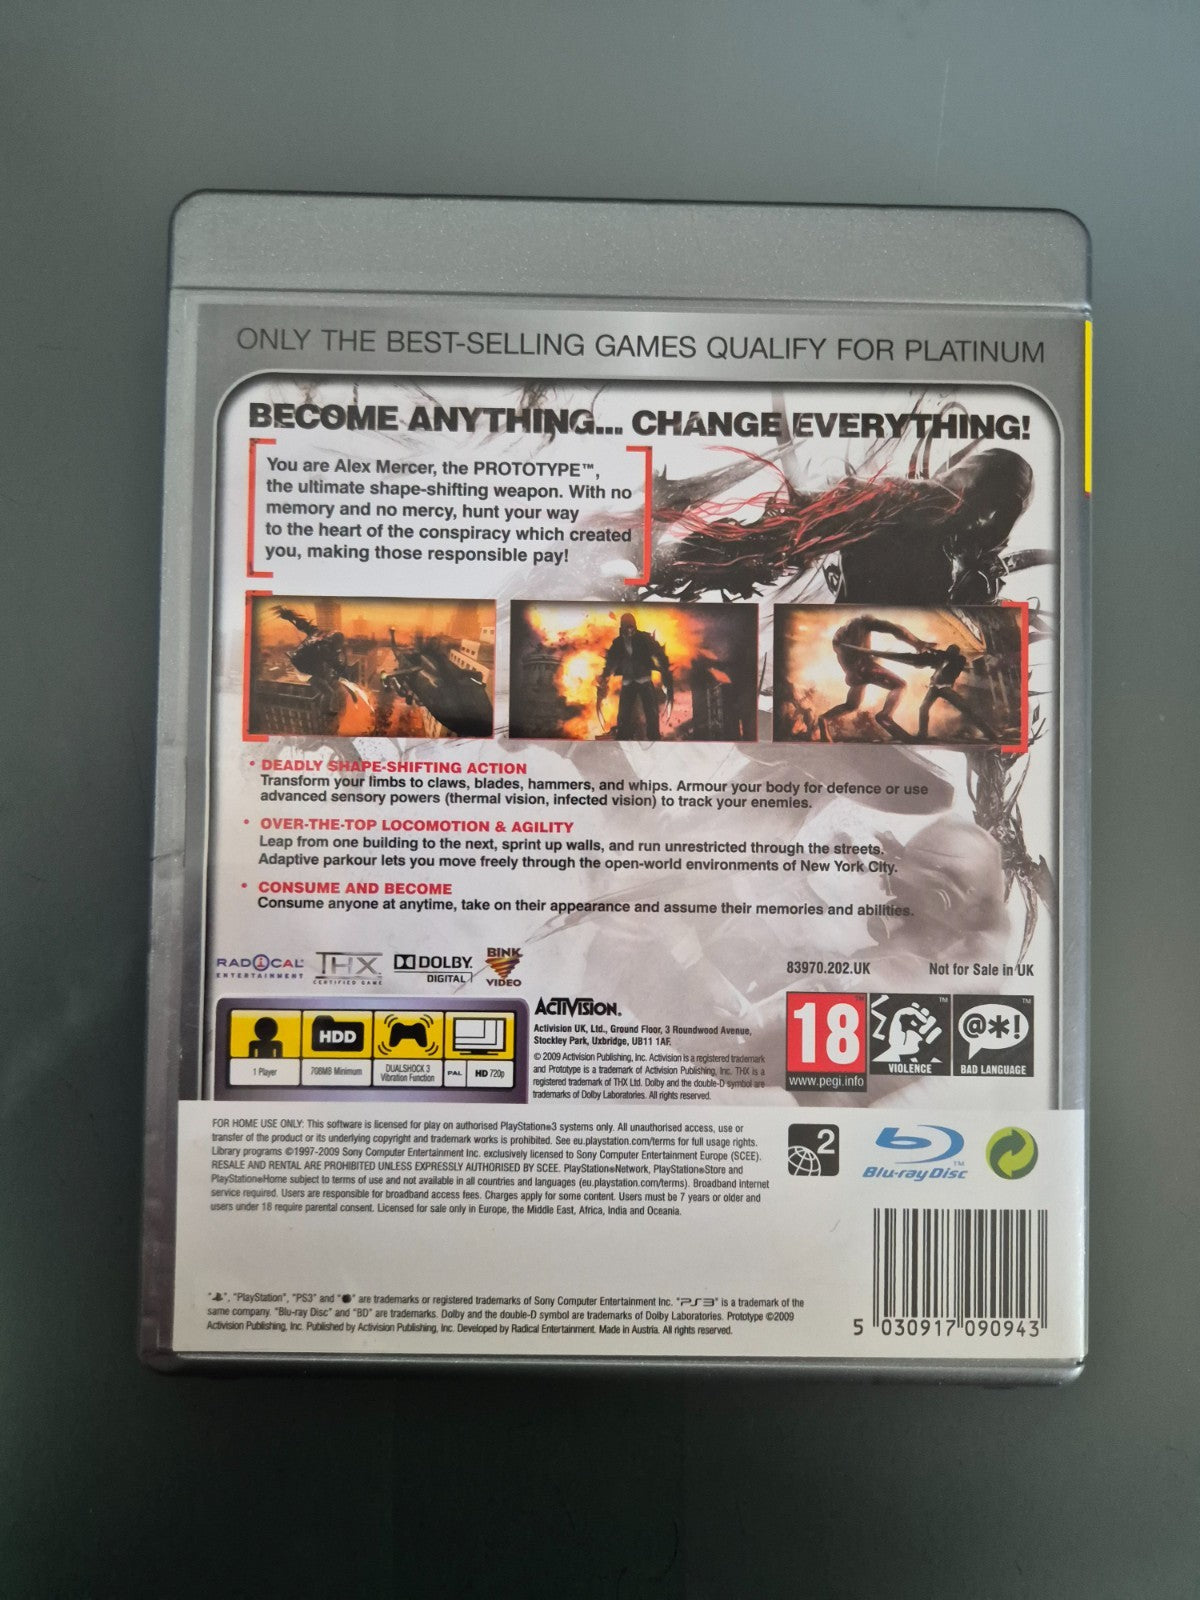 ONLY THE BEST-SELLING GAMES QUALIFY FOR PLATINUM
BECOME ANYTHING... CHANGE EVERYTHING!
You are Alex Mercer, the PROTOTYPE™,
the ultimate shape-shifting weapon. With no
memory and no mercy, hunt your way
to the heart of the conspiracy which created
you, making those responsible pay!
• DEADLY SHAPE-SHIFTING ACTION
Transform your limbs to claws, blades, hammers, and whips. Armour your body for defence or use
advanced sensory powers (thermal vision, infected vision) to track your enemies.
• OVER-THE-TOP LOCOMOTION & AGILITY
Leap from one building to the next, sprint up walls, and run unrestricted through the streets.
Adaptive parkour lets you move freely through the open-world environments of New York City.
• CONSUME AND BECOME
Consume anyone at anytime, take on their appearance and assume their memories and abilities.
RADICAL
ENTERTAINMENT
THX
CERTIFIED GAME
DOLBY
DIGITAL
BINK
VIDEO
83970.202.UK
Not for Sale in UK
HDD
1 Player
708MB Minimum
DUALSHOCK 3
Vibration Function
PAL
HD 720p
ACTIVISION.
Activision UK, Ltd., Ground Floor, 3 Roundwood Avenue,
Stockley Park, Uxbridge, UB11 1AF.
© 2009 Activision Publishing, Inc. Activision is a registered trademark
and Prototype is a trademark of Activision Publishing, Inc. THX is a
registered trademark of THX Ltd. Dolby and the double-D symbol are
trademarks of Dolby Laboratories. All rights reserved.
18
www.pegi.info
™
VIOLENCE
™
@*!
BAD LANGUAGE
FOR HOME USE ONLY: This software is licensed for play on authorised PlayStation®3 systems only. All unauthorised access, use or
transfer of the product or its underlying copyright and trademark works is prohibited. See eu.playstation.com/terms for full usage rights.
Library programs ©1997-2009 Sony Computer Entertainment Inc. exclusively licensed to Sony Computer Entertainment Europe (SCEE).
RESALE AND RENTAL ARE PROHIBITED UNLESS EXPRESSLY AUTHORISED BY SCEE. PlayStation®Network, PlayStation®Store and
PlayStation®Home subject to terms of use and not available in all countries and languages (eu.playstation.com/terms). Broadband internet
service required. Users are responsible for broadband access fees. Charges apply for some content. Users must be 7 years or older and
users under 18 require parental consent. Licensed for sale only in Europe, the Middle East, Africa, India and Oceania.
2
Blu-ray Disc™
"", "PlayStation", "PS3" and "" are trademarks or registered trademarks of Sony Computer Entertainment Inc. "PS3" is a trademark of the
same company. "Blu-ray Disc" and "BD" are trademarks. Dolby and the double-D symbol are trademarks of Dolby Laboratories. Prototype ©2009
Activision Publishing, Inc. Published by Activision Publishing, Inc. Developed by Radical Entertainment. Made in Austria. All rights reserved.
5 030917 090943